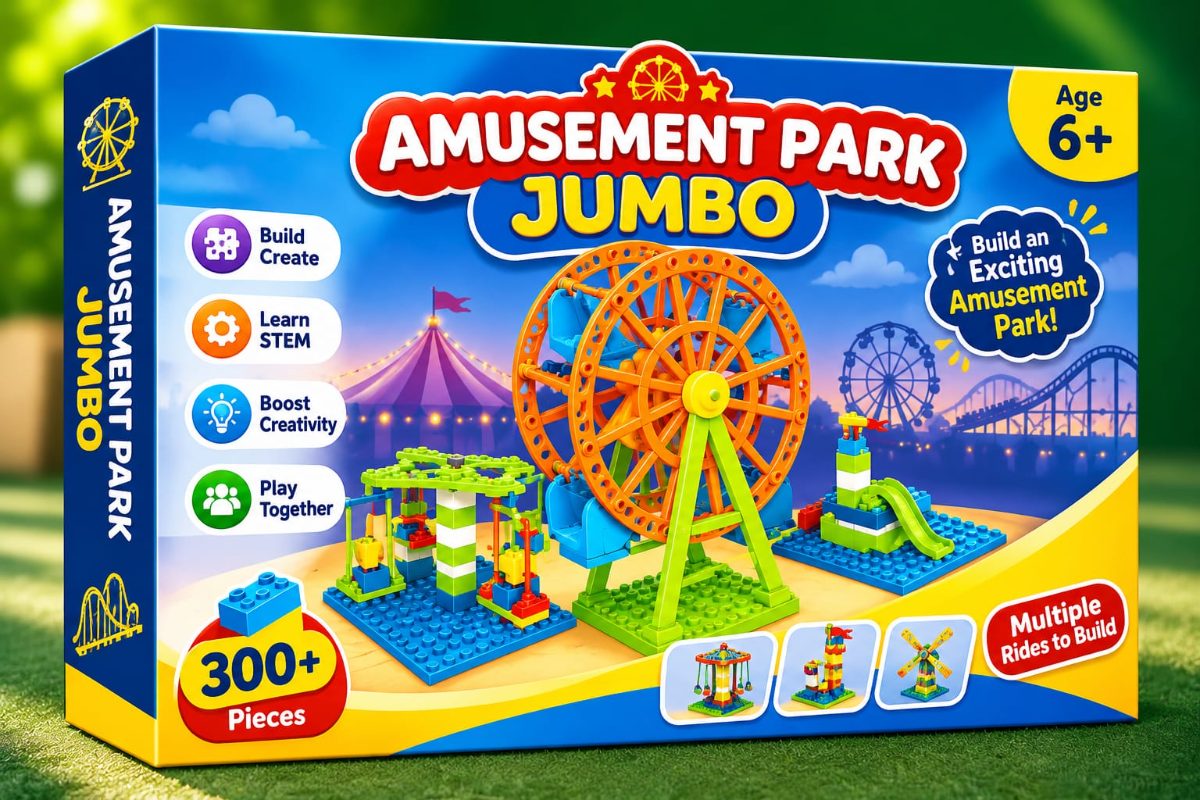 AMUSEMENT PARK
JUMBO
AMUSEMENT PARK
JUMBO
Age
6+
Build
Create
Learn
STEM
Boost
Creativity
Play
Together
Build an
Exciting
Amusement
Park!
300+
Pieces
Multiple
Rides to Build